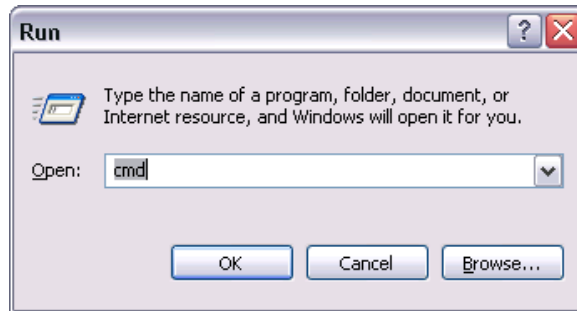 Run
Type the name of a program, folder, document, or
Internet resource, and Windows will open it for you.
Open: cmd
OK Cancel Browse...